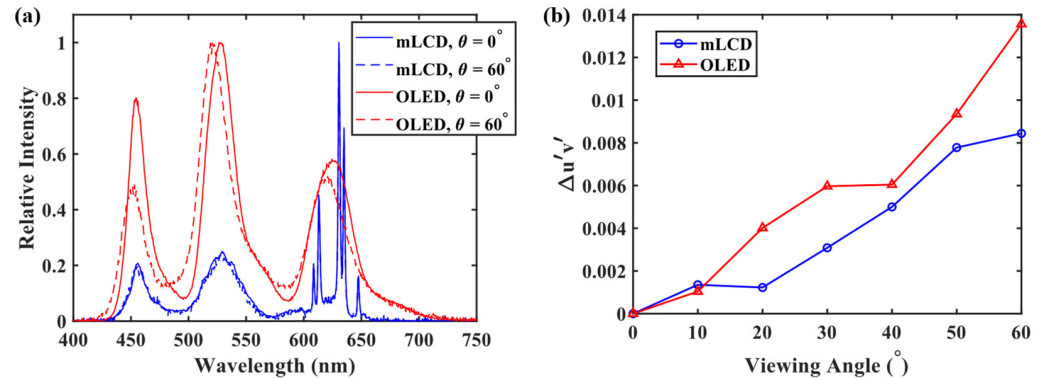 (a)
mLCD, θ = 0°
mLCD, θ = 60°
OLED, θ = 0°
OLED, θ = 60°
Relative Intensity
1
0.8
0.6
0.4
0.2
0
400 450 500 550 600 650 700 750
Wavelength (nm)
(b)
mLCD
OLED
Δu′v′
0.014
0.012
0.01
0.008
0.006
0.004
0.002
0
0 10 20 30 40 50 60
Viewing Angle (°)